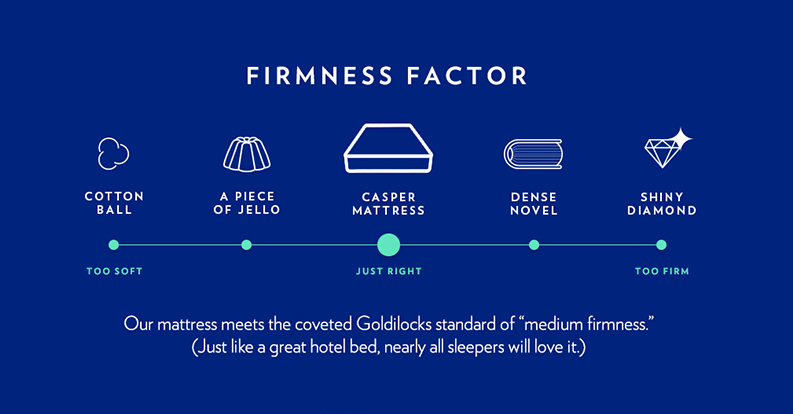 FIRMNESS FACTOR
COTTON
BALL
A PIECE
OF JELLO
CASPER
MATTRESS
DENSE
NOVEL
SHINY
DIAMOND
TOO SOFT
JUST RIGHT
TOO FIRM
Our mattress meets the coveted Goldilocks standard of “medium firmness.”
(Just like a great hotel bed, nearly all sleepers will love it.)